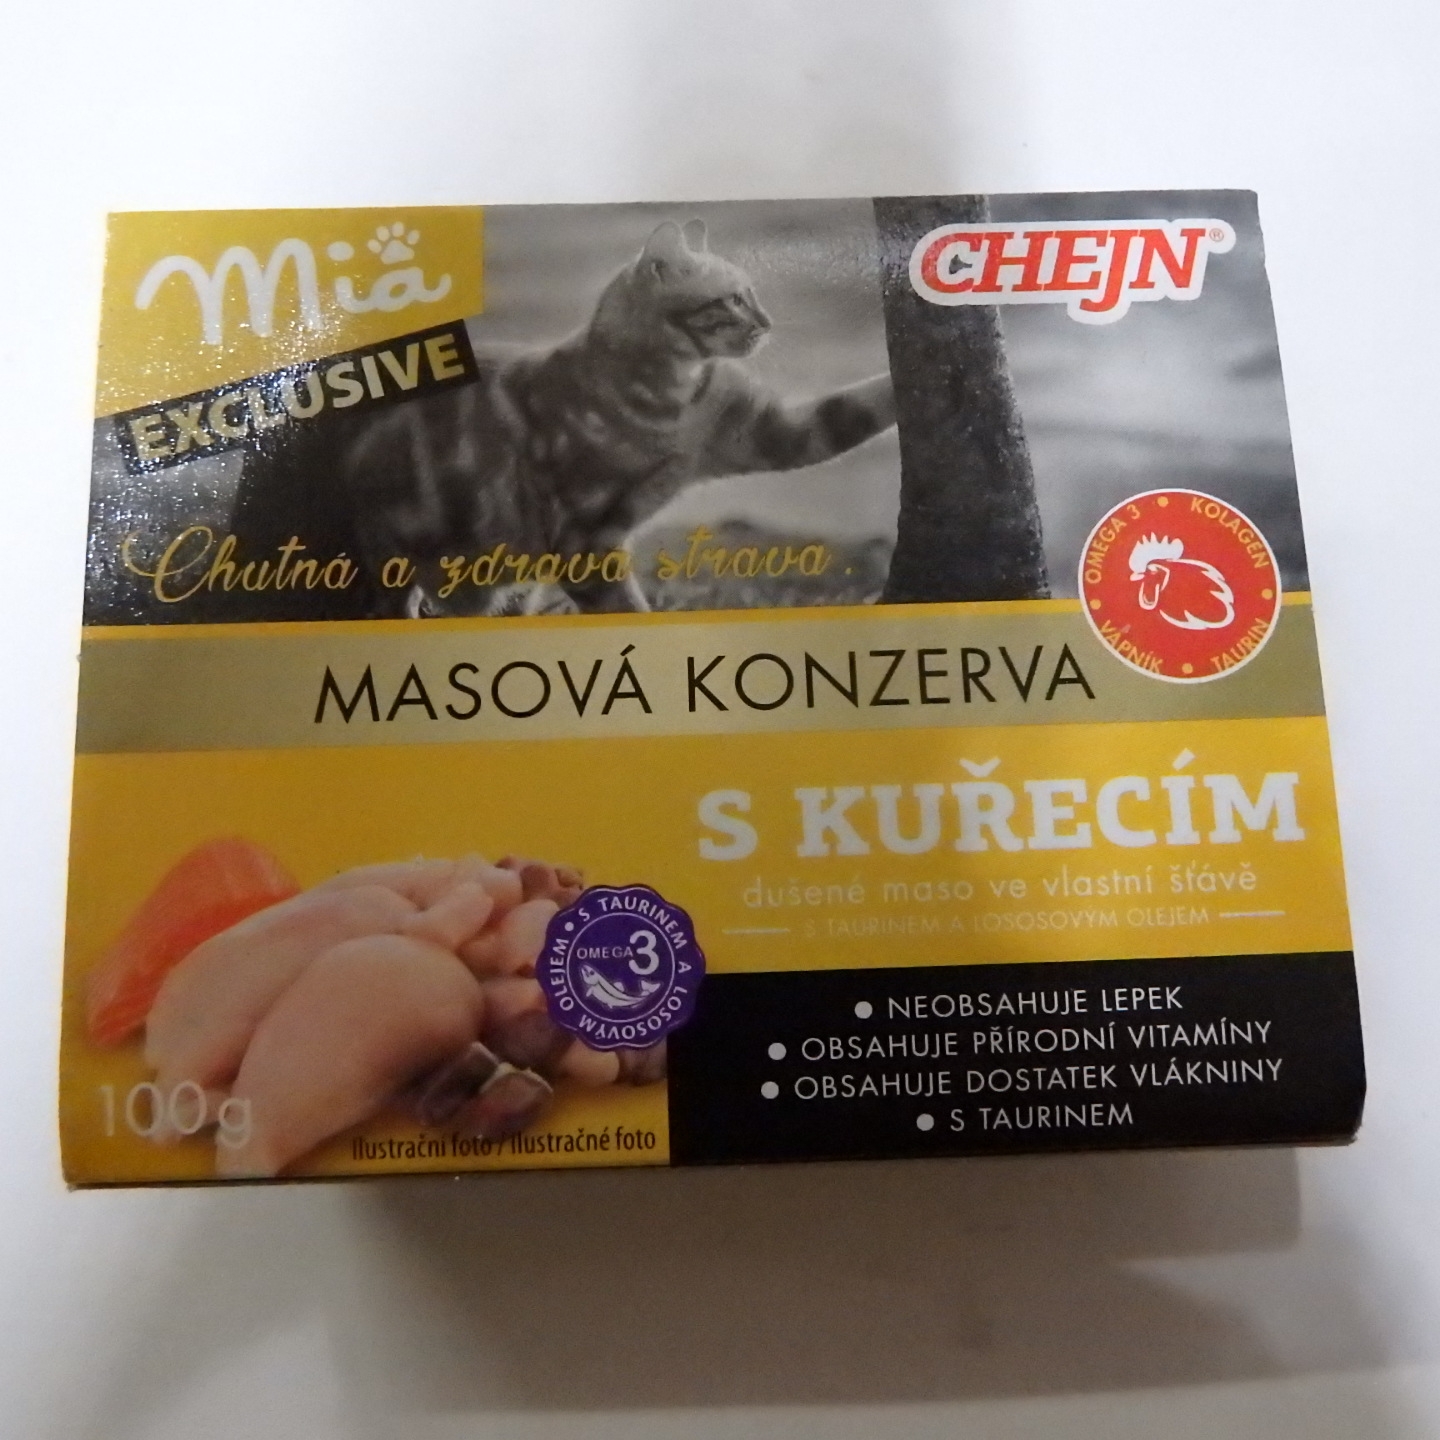 Mia
EXCLUSIVE
CHEJN®
Chutná a zdravá strava.
OMEGA 3 • KOLAGEN • TAURIN • VÁPNÍK •
MASOVÁ KONZERVA
S KUŘECÍM
dušené maso ve vlastní šťávě
S TAURINEM A LOSOSOVÝM OLEJEM
• S TAURINEM A LOSOSOVÝM OLEJEM
OMEGA 3
• NEOBSAHUJE LEPEK
• OBSAHUJE PŘÍRODNÍ VITAMÍNY
• OBSAHUJE DOSTATEK VLÁKNINY
• S TAURINEM
100g
Ilustrační foto / Ilustračné foto